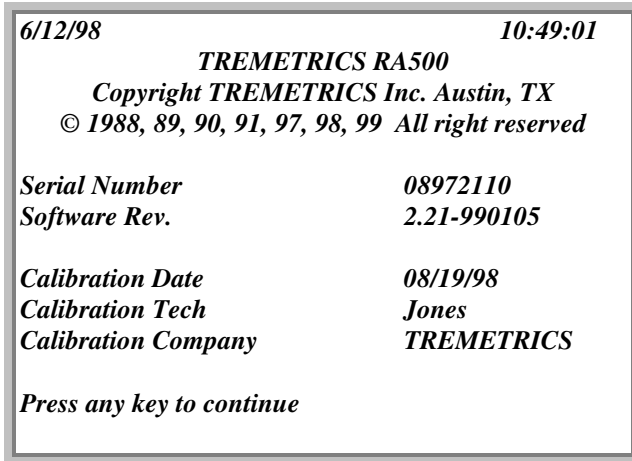 6/12/98 10:49:01
TREMETRICS RA500
Copyright TREMETRICS Inc. Austin, TX
© 1988, 89, 90, 91, 97, 98, 99 All right reserved
Serial Number 08972110
Software Rev. 2.21-990105
Calibration Date 08/19/98
Calibration Tech Jones
Calibration Company TREMETRICS
Press any key to continue